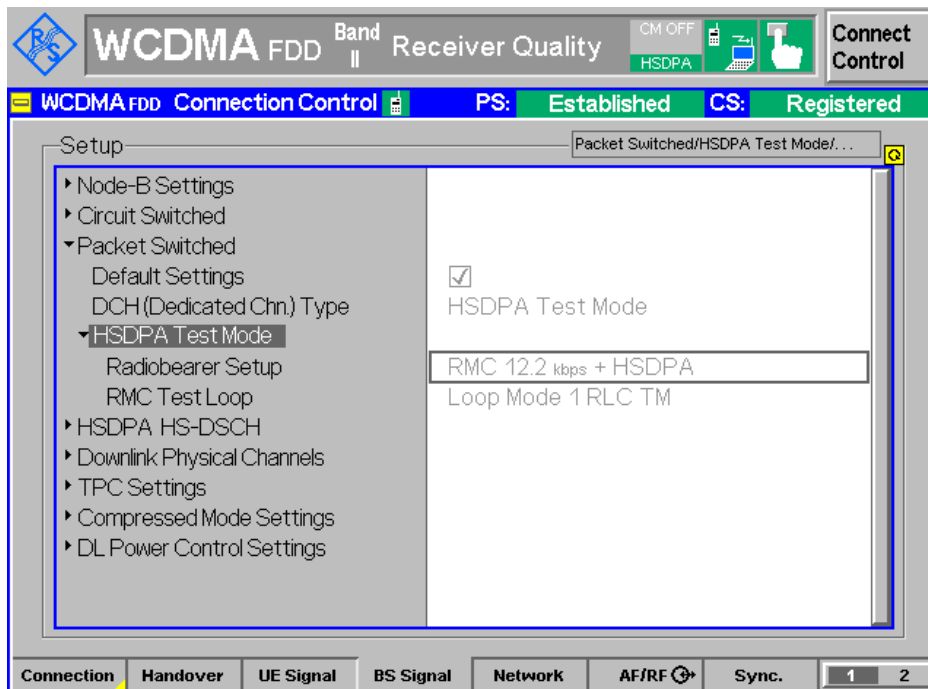 R&S WCDMA FDD Band II Receiver Quality CM OFF HSDPA Connect Control
WCDMA FDD Connection Control PS: Established CS: Registered
Setup Packet Switched/HSDPA Test Mode/...
Node-B Settings
Circuit Switched
Packet Switched
Default Settings
DCH (Dedicated Chn.) Type HSDPA Test Mode
HSDPA Test Mode
Radiobearer Setup RMC 12.2 kbps + HSDPA
RMC Test Loop Loop Mode 1 RLC TM
HSDPA HS-DSCH
Downlink Physical Channels
TPC Settings
Compressed Mode Settings
DL Power Control Settings
Connection Handover UE Signal BS Signal Network AF/RF Sync. 1 2